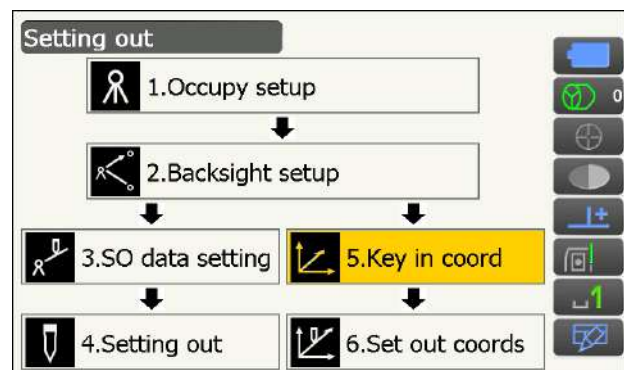 Setting out
1.Occupy setup
0
2.Backsight setup
3.SO data setting
5.Key in coord
1
4.Setting out
6.Set out coords